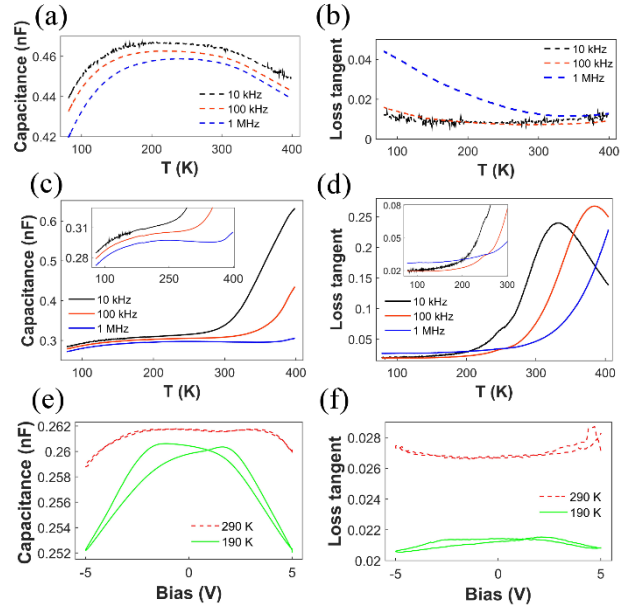 (a)
Capacitance (nF)
0.46
0.44
0.42
100
200
300
400
T (K)
10 kHz
100 kHz
1 MHz
(b)
Loss tangent
0.06
0.04
0.02
0
100
200
300
400
T (K)
10 kHz
100 kHz
1 MHz
(c)
Capacitance (nF)
0.6
0.5
0.4
0.3
0.31
0.28
100
250
400
10 kHz
100 kHz
1 MHz
100
200
300
400
T (K)
(d)
Loss tangent
0.25
0.20
0.15
0.10
0.05
0.08
0.05
0.02
100
200
300
10 kHz
100 kHz
1 MHz
100
200
300
400
T (K)
(e)
Capacitance (nF)
0.262
0.26
0.258
0.256
0.254
0.252
290 K
190 K
-5
0
5
Bias (V)
(f)
Loss tangent
0.028
0.026
0.024
0.022
0.02
290 K
190 K
-5
0
5
Bias (V)